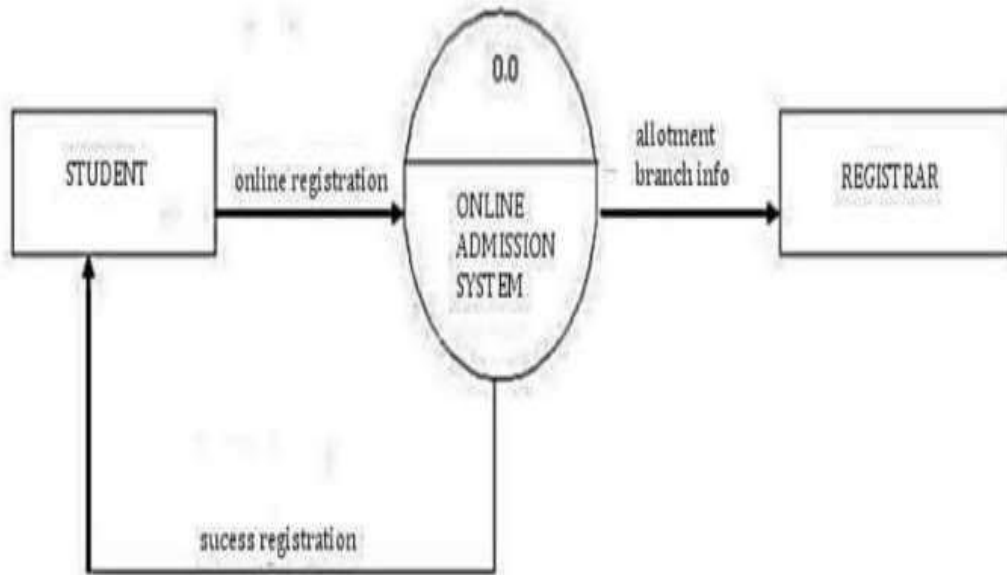 0.0
STUDENT
online registration
ONLINE
ADMISSION
SYSTEM
allotment
branch info
REGISTRAR
sucess registration